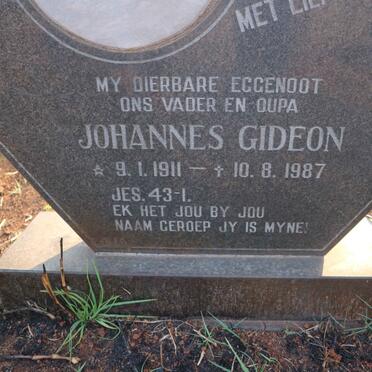 MET
MY DIERBARE EGGENOOT
ONS VADER EN OUPA
JOHANNES GIDEON
☆ 9.1.1911 — ✝ 10.8.1987
JES. 43-1.
EK HET JOU BY JOU
NAAM GEROEP JY IS MYNE!